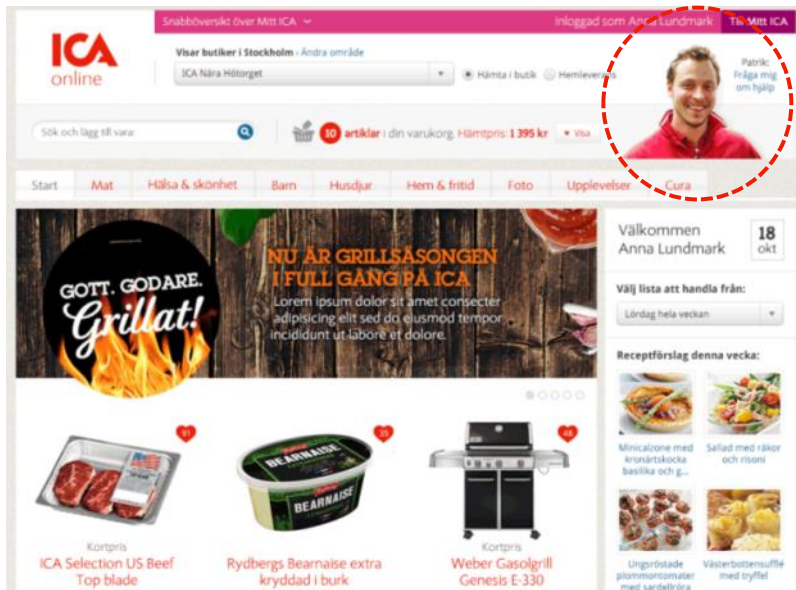 Snabböversikt över Mitt ICA
Inloggad som Anna Lundmark
Till Mitt ICA
ICA
online
Visar butiker i Stockholm - Ändra område
ICA Nära Hötorget
Hämta i butik
Hemleverans
Patrik:
Fråga mig
om hjälp
Sök och lägg till vara:
10 artiklar i din varukorg. Hämtpris: 1 395 kr
Visa
Start
Mat
Hälsa & skönhet
Barn
Husdjur
Hem & fritid
Foto
Upplevelser
Cura
GOTT. GODARE.
Grillat!
NU ÄR GRILLSÄSONGEN
I FULL GÅNG PÅ ICA
Lorem ipsum dolor sit amet consecter
adipisicing elit sed do eiusmod tempor
incididunt ut labore et dolore.
Välkommen
Anna Lundmark
18
okt
Välj lista att handla från:
Lördag hela veckan
Receptförslag denna vecka:
Minicalzone med
kronärtskocka
basilika och g...
Sallad med räkor
och risoni
Ungsröstade
plommontomater
med sardellröra
Västerbottensufflé
med tryffel
91
35
48
BEARNAISE
BEARNAISE
Kortpris
ICA Selection US Beef
Top blade
Rydbergs Bearnaise extra
kryddad i burk
Kortpris
Weber Gasolgrill
Genesis E-330